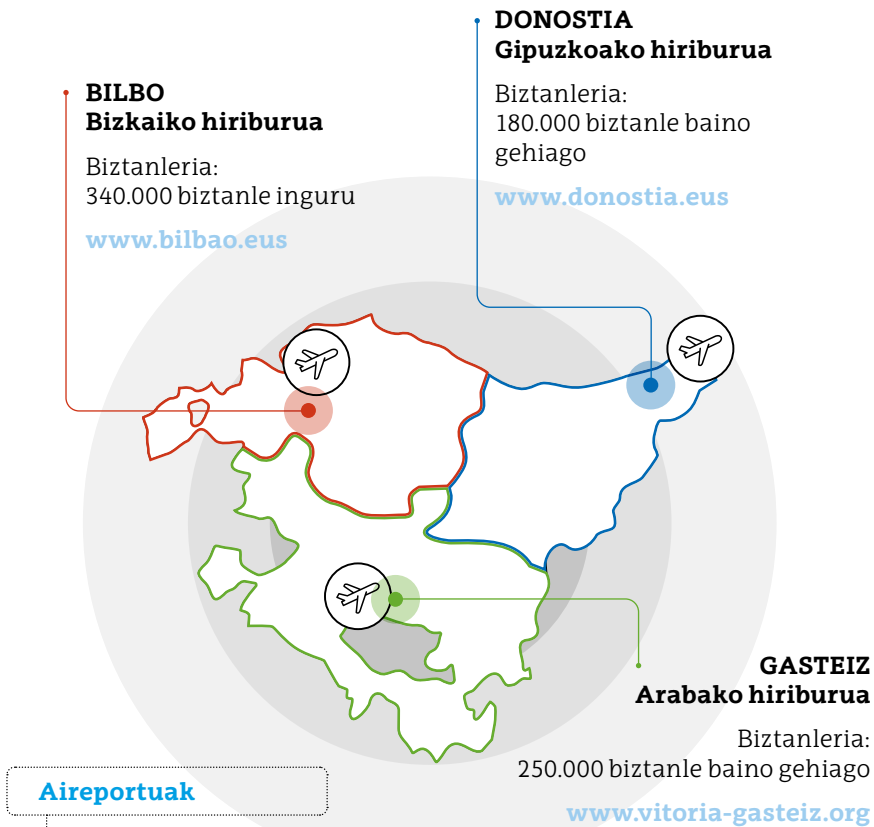 DONOSTIA
Gipuzkoako hiriburua
Biztanleria:
180.000 biztanle baino
gehiago
www.donostia.eus
BILBO
Bizkaiko hiriburua
Biztanleria:
340.000 biztanle inguru
www.bilbao.eus
GASTEIZ
Arabako hiriburua
Biztanleria:
250.000 biztanle baino gehiago
www.vitoria-gasteiz.org
Aireportuak